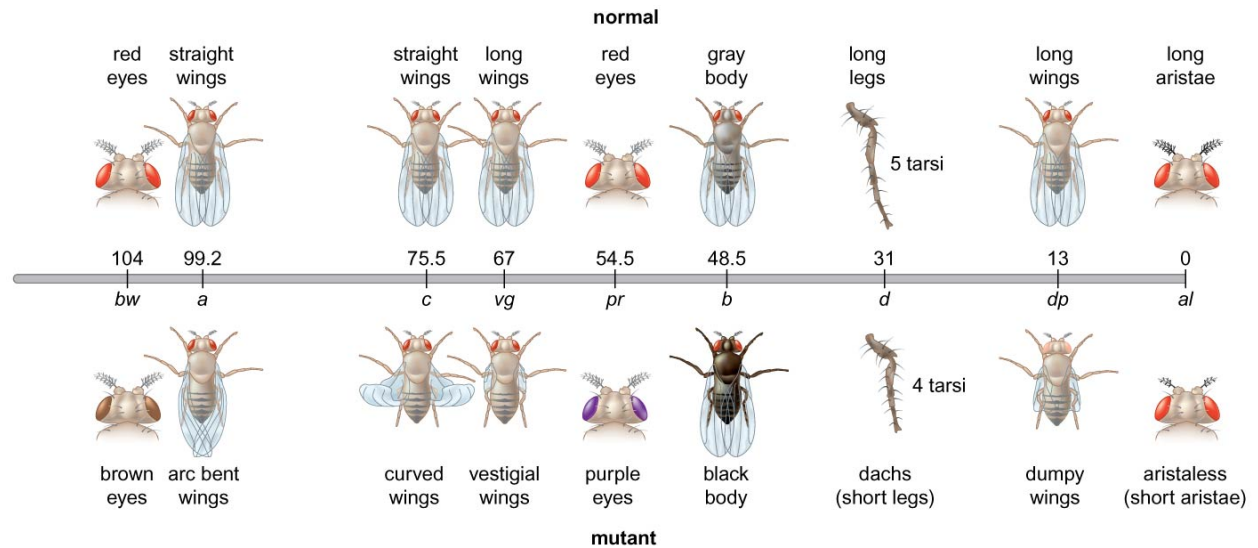 normal
red eyes
straight wings
straight wings
long wings
red eyes
gray body
long legs
long wings
long aristae
5 tarsi
104 99.2 75.5 67 54.5 48.5 31 13 0
bw a c vg pr b d dp al
4 tarsi
brown eyes
arc bent wings
curved wings
vestigial wings
purple eyes
black body
dachs (short legs)
dumpy wings
aristaless (short aristae)
mutant